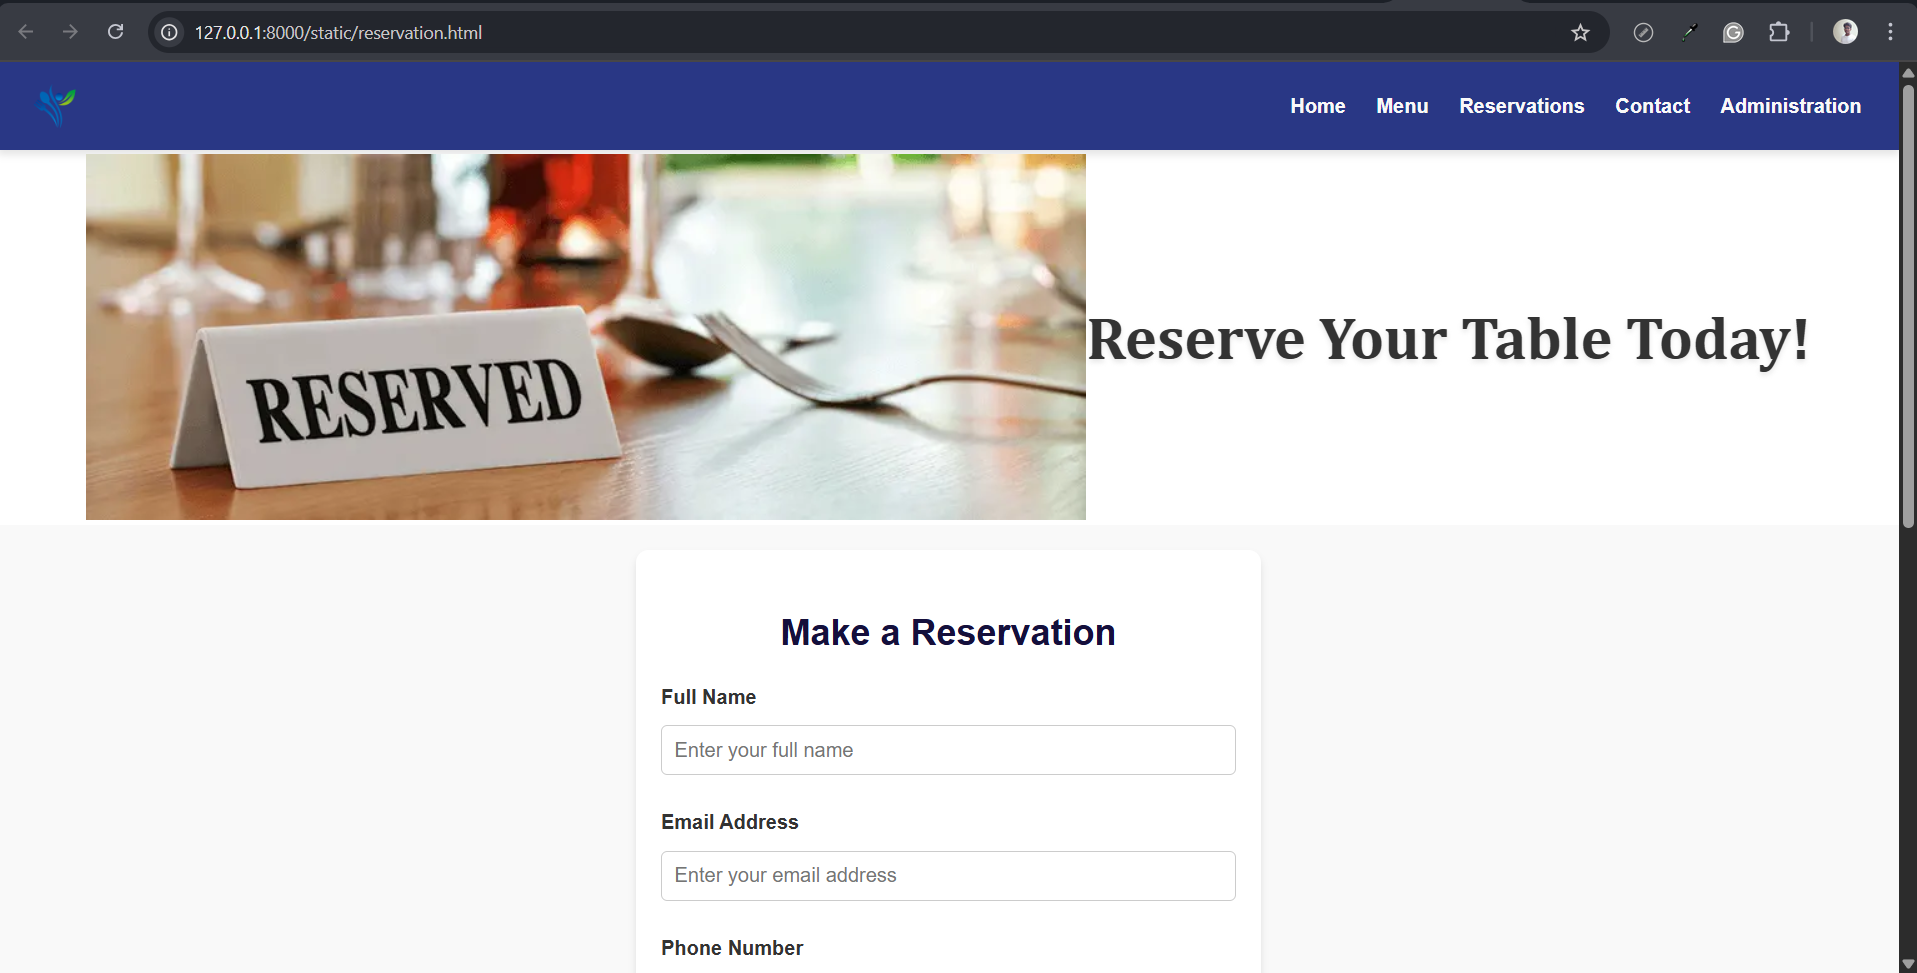 127.0.0.1:8000/static/reservation.html
Home Menu Reservations Contact Administration
RESERVED
Reserve Your Table Today!
Make a Reservation
Full Name
Enter your full name
Email Address
Enter your email address
Phone Number